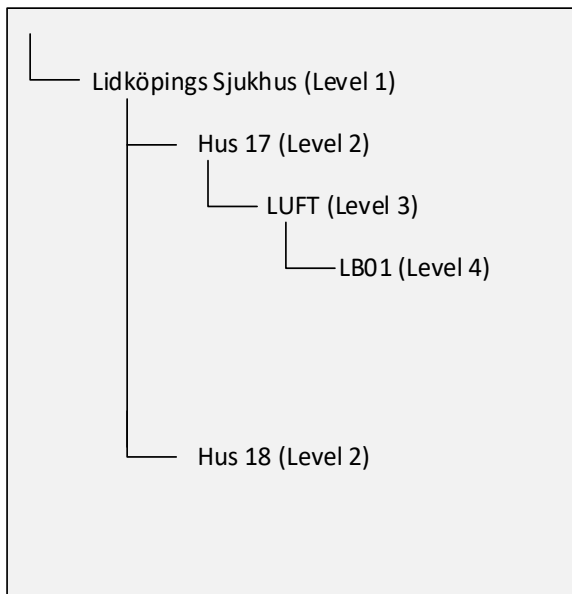 Lidköpings Sjukhus (Level 1)
Hus 17 (Level 2)
LUFT (Level 3)
LB01 (Level 4)
Hus 18 (Level 2)